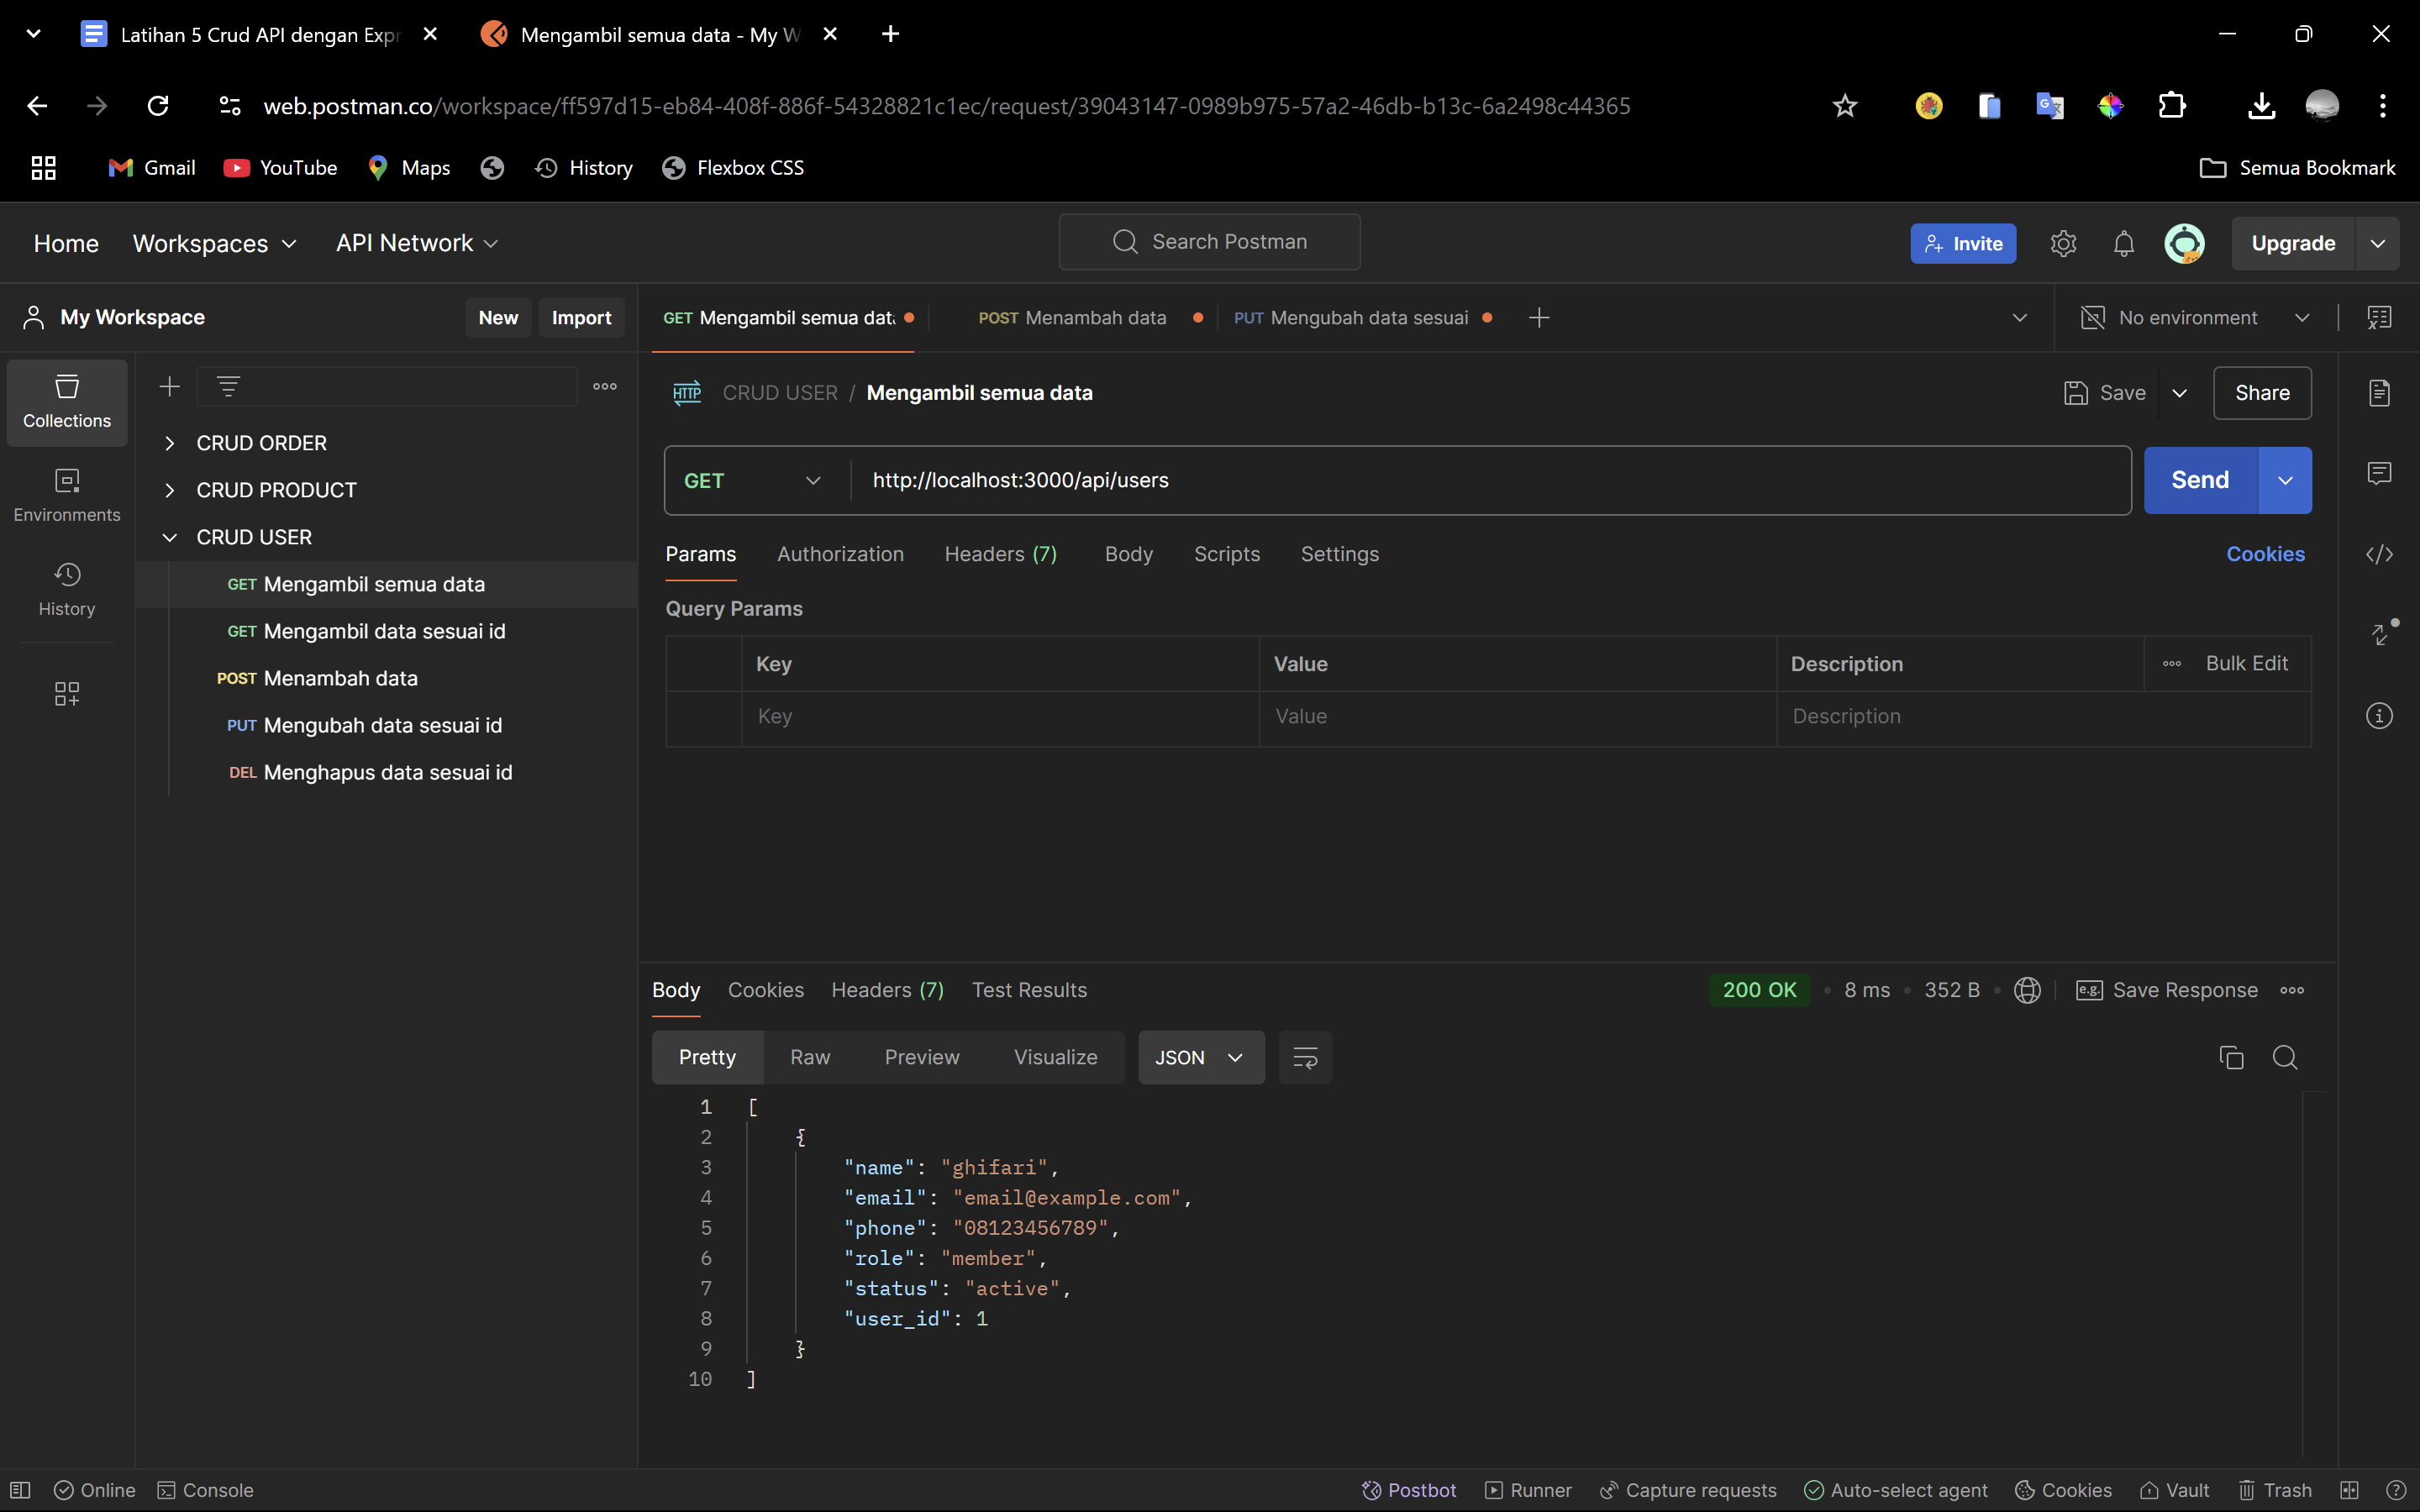 Latihan 5 Crud API dengan Expr
Mengambil semua data - My W
web.postman.co/workspace/ff597d15-eb84-408f-886f-54328821c1ec/request/39043147-0989b975-57a2-46db-b13c-6a2498c44365
Gmail YouTube Maps History Flexbox CSS Semua Bookmark
Home Workspaces API Network Search Postman Invite Upgrade
My Workspace New Import
GET Mengambil semua data POST Menambah data PUT Mengubah data sesuai No environment
Collections
Environments
History
CRUD ORDER
CRUD PRODUCT
CRUD USER
GET Mengambil semua data
GET Mengambil data sesuai id
POST Menambah data
PUT Mengubah data sesuai id
DEL Menghapus data sesuai id
HTTP CRUD USER / Mengambil semua data Save Share
GET http://localhost:3000/api/users Send
Params Authorization Headers (7) Body Scripts Settings Cookies
Query Params
Key Value Description Bulk Edit
Key Value Description
Body Cookies Headers (7) Test Results 200 OK 8 ms 352 B e.g. Save Response
Pretty Raw Preview Visualize JSON
1 [
2 {
3 "name": "ghifari",
4 "email": "email@example.com",
5 "phone": "08123456789",
6 "role": "member",
7 "status": "active",
8 "user_id": 1
9 }
10 ]
Online Console Postbot Runner Capture requests Auto-select agent Cookies Vault Trash